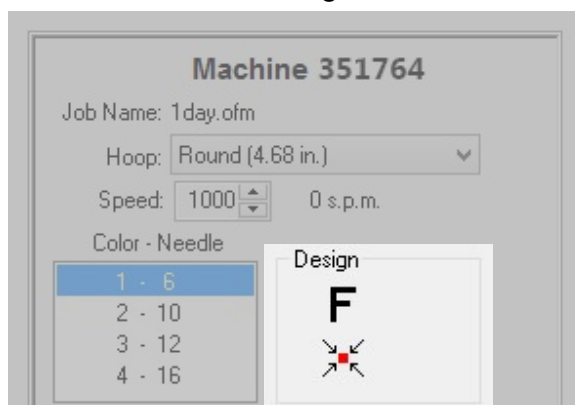 Machine 351764
Job Name: 1day.ofm
Hoop: Round (4.68 in.)
Speed: 1000 0 s.p.m.
Color - Needle
1 - 6
2 - 10
3 - 12
4 - 16
Design
F